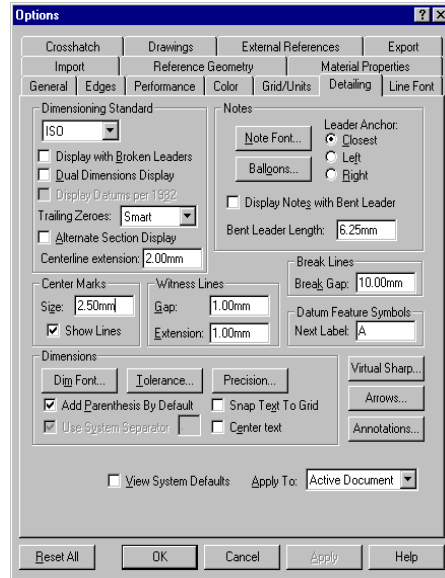 Options
Crosshatch Drawings External References Export
Import Reference Geometry Material Properties
General Edges Performance Color Grid/Units Detailing Line Font
Dimensioning Standard
ISO
Display with Broken Leaders
Dual Dimensions Display
Display Datums per 1982
Trailing Zeroes: Smart
Alternate Section Display
Centerline extension: 2.00mm
Notes
Note Font...
Balloons...
Leader Anchor:
Closest
Left
Right
Display Notes with Bent Leader
Bent Leader Length: 6.25mm
Break Lines
Break Gap: 10.00mm
Center Marks
Size: 2.50mm
Show Lines
Witness Lines
Gap: 1.00mm
Extension: 1.00mm
Datum Feature Symbols
Next Label: A
Dimensions
Dim Font... Tolerance... Precision...
Add Parenthesis By Default
Snap Text To Grid
Use System Separator .
Center text
Virtual Sharp...
Arrows...
Annotations...
View System Defaults Apply To: Active Document
Reset All OK Cancel Apply Help